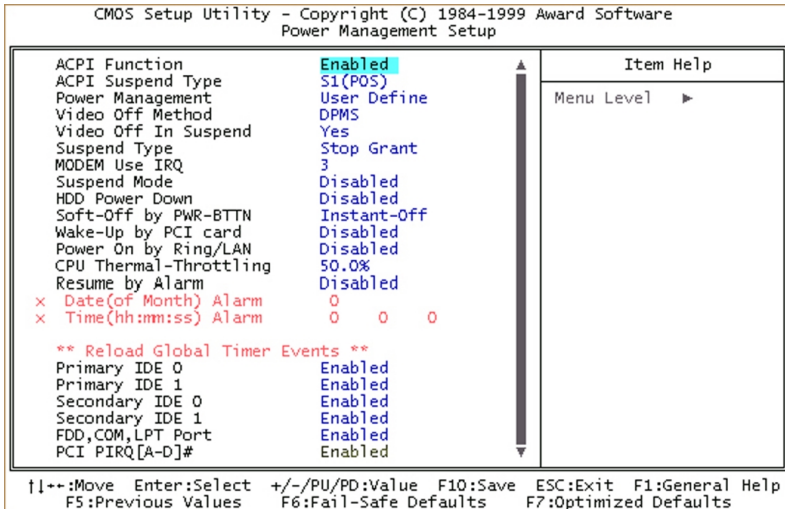 CMOS Setup Utility - Copyright (C) 1984-1999 Award Software
Power Management Setup
ACPI Function Enabled
ACPI Suspend Type S1(POS)
Power Management User Define
Video Off Method DPMS
Video Off In Suspend Yes
Suspend Type Stop Grant
MODEM Use IRQ 3
Suspend Mode Disabled
HDD Power Down Disabled
Soft-Off by PWR-BTTN Instant-Off
Wake-Up by PCI card Disabled
Power On by Ring/LAN Disabled
CPU Thermal-Throttling 50.0%
Resume by Alarm Disabled
× Date(of Month) Alarm 0
× Time(hh:mm:ss) Alarm 0 0 0
** Reload Global Timer Events **
Primary IDE 0 Enabled
Primary IDE 1 Enabled
Secondary IDE 0 Enabled
Secondary IDE 1 Enabled
FDD,COM,LPT Port Enabled
PCI PIRQ[A-D]# Enabled
Item Help
Menu Level ►
↑↓←→:Move Enter:Select +/-/PU/PD:Value F10:Save ESC:Exit F1:General Help
F5:Previous Values F6:Fail-Safe Defaults F7:Optimized Defaults